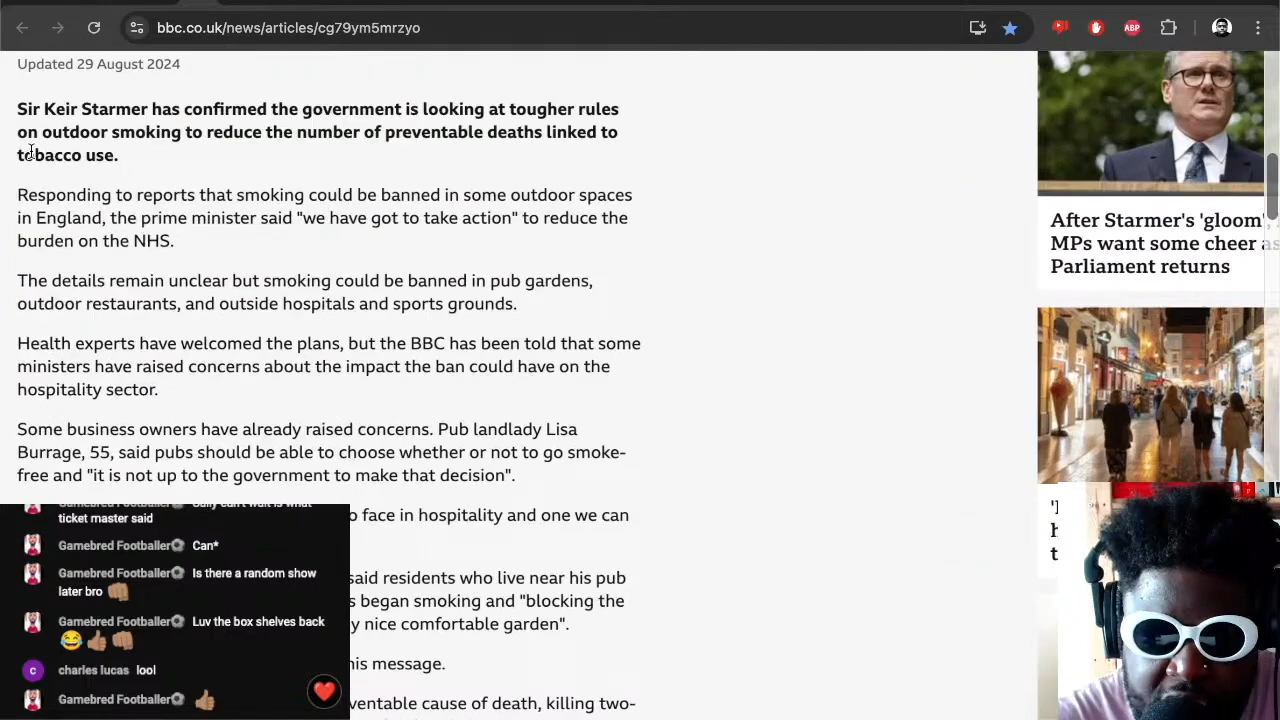 bbc.co.uk/news/articles/cg79ym5mrzyo
ABP
Updated 29 August 2024
Sir Keir Starmer has confirmed the government is looking at tougher rules
on outdoor smoking to reduce the number of preventable deaths linked to
tobacco use.
Responding to reports that smoking could be banned in some outdoor spaces
in England, the prime minister said "we have got to take action" to reduce the
burden on the NHS.
The details remain unclear but smoking could be banned in pub gardens,
outdoor restaurants, and outside hospitals and sports grounds.
Health experts have welcomed the plans, but the BBC has been told that some
ministers have raised concerns about the impact the ban could have on the
hospitality sector.
Some business owners have already raised concerns. Pub landlady Lisa
Burrage, 55, said pubs should be able to choose whether or not to go smoke-
free and "it is not up to the government to make that decision".
o face in hospitality and one we can
said residents who live near his pub
s began smoking and "blocking the
y nice comfortable garden".
his message.
ventable cause of death, killing two-
After Starmer's 'gloom',
MPs want some cheer as
Parliament returns
Gamebred Footballer Sully can't wait is what
ticket master said
Gamebred Footballer Can*
Gamebred Footballer Is there a random show
later bro 👊🏽
Gamebred Footballer Luv the box shelves back
😂👍🏽👊🏽
c charles lucas lool
Gamebred Footballer 👍🏽